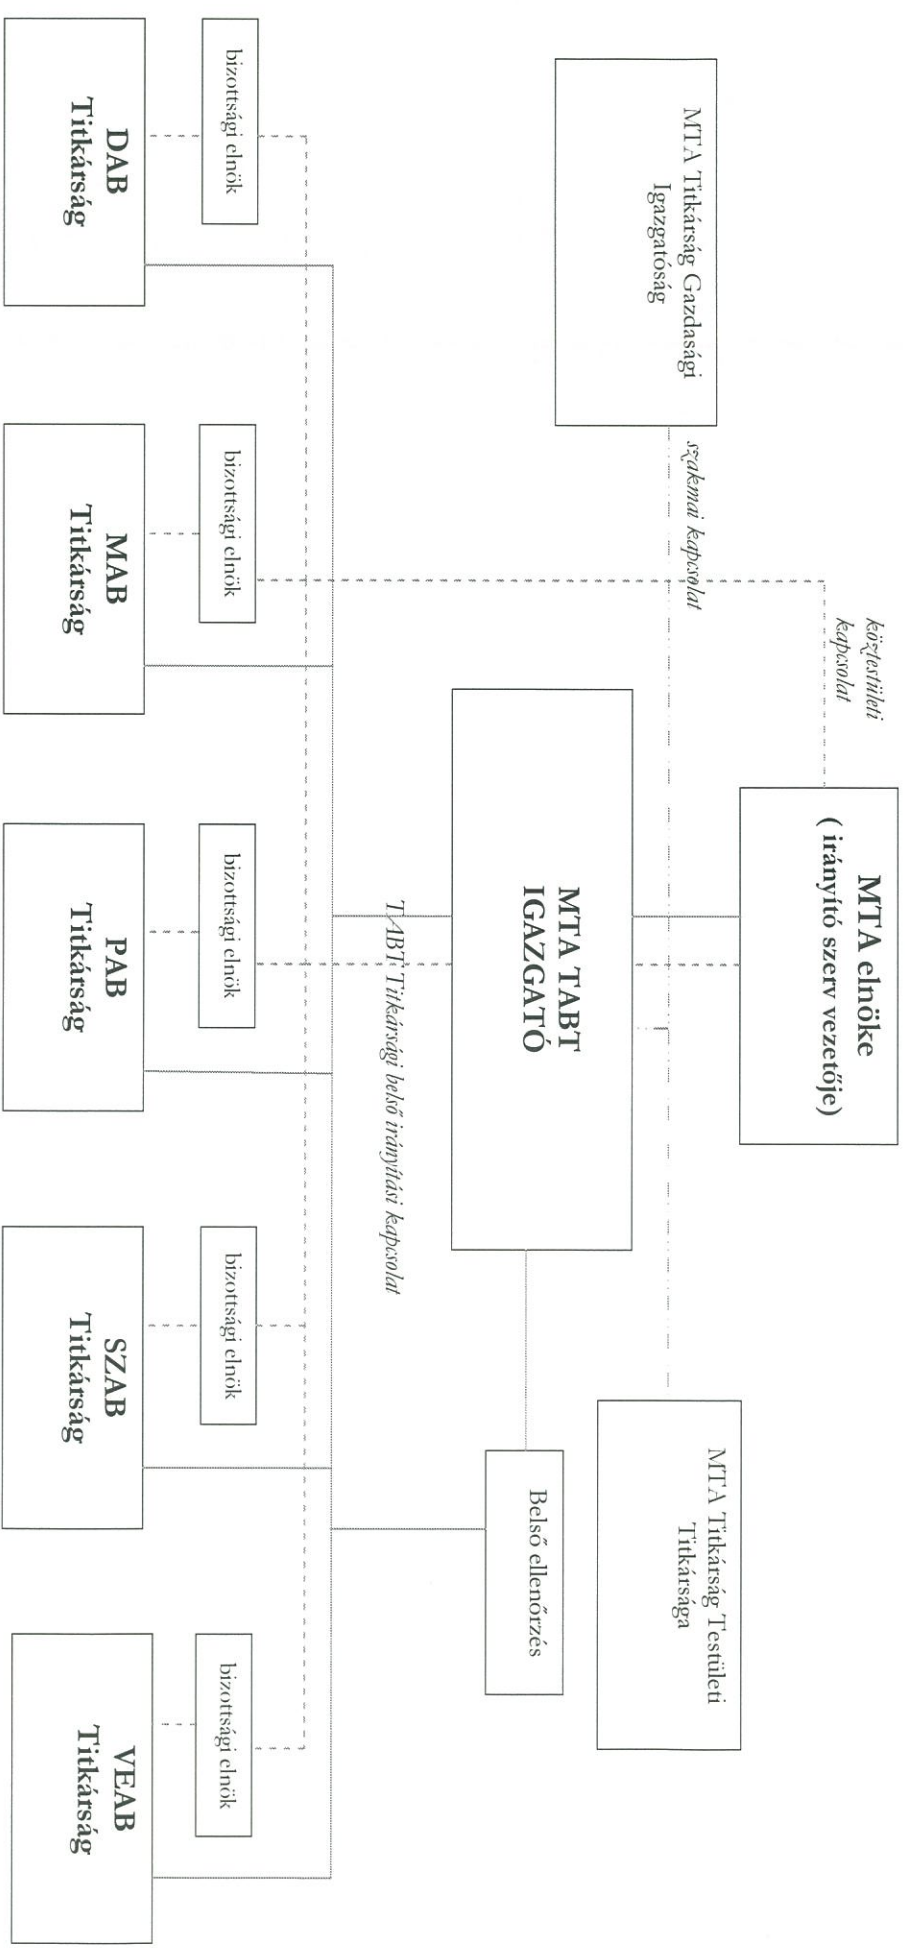 MTA elnöke
( irányító szerv vezetője)
köztestületi
kapcsolat
MTA Titkárság Gazdasági
Igazgatóság
szakmai kapcsolat
MTA Titkárság Testületi
Titkársága
MTA TABT
IGAZGATÓ
Belső ellenőrzés
TABT Titkársági belső irányítási kapcsolat
bizottsági elnök
bizottsági elnök
bizottsági elnök
bizottsági elnök
bizottsági elnök
DAB
Titkárság
MAB
Titkárság
PAB
Titkárság
SZAB
Titkárság
VEAB
Titkárság